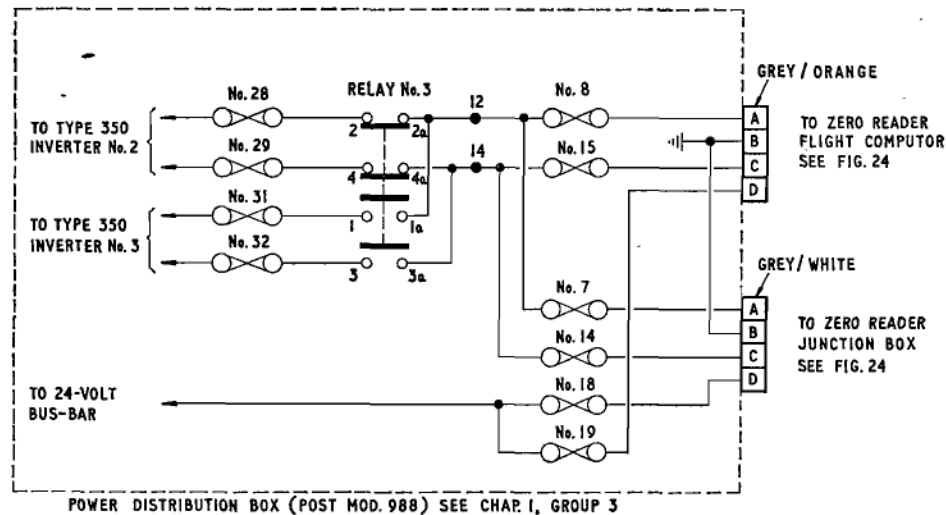 GREY/ORANGE
No. 28
RELAY No. 3
12
No. 8
A
2
2a
TO TYPE 350
INVERTER No. 2
TO ZERO READER
FLIGHT COMPUTOR
SEE FIG. 24
B
No. 29
14
No. 15
C
4
4a
D
No. 31
1
1a
TO TYPE 350
INVERTER No. 3
No. 32
3
3a
GREY/WHITE
No. 7
A
B
TO ZERO READER
JUNCTION BOX
SEE FIG. 24
No. 14
C
D
TO 24-VOLT
BUS-BAR
No. 18
No. 19
POWER DISTRIBUTION BOX (POST MOD. 988) SEE CHAP. 1, GROUP 3